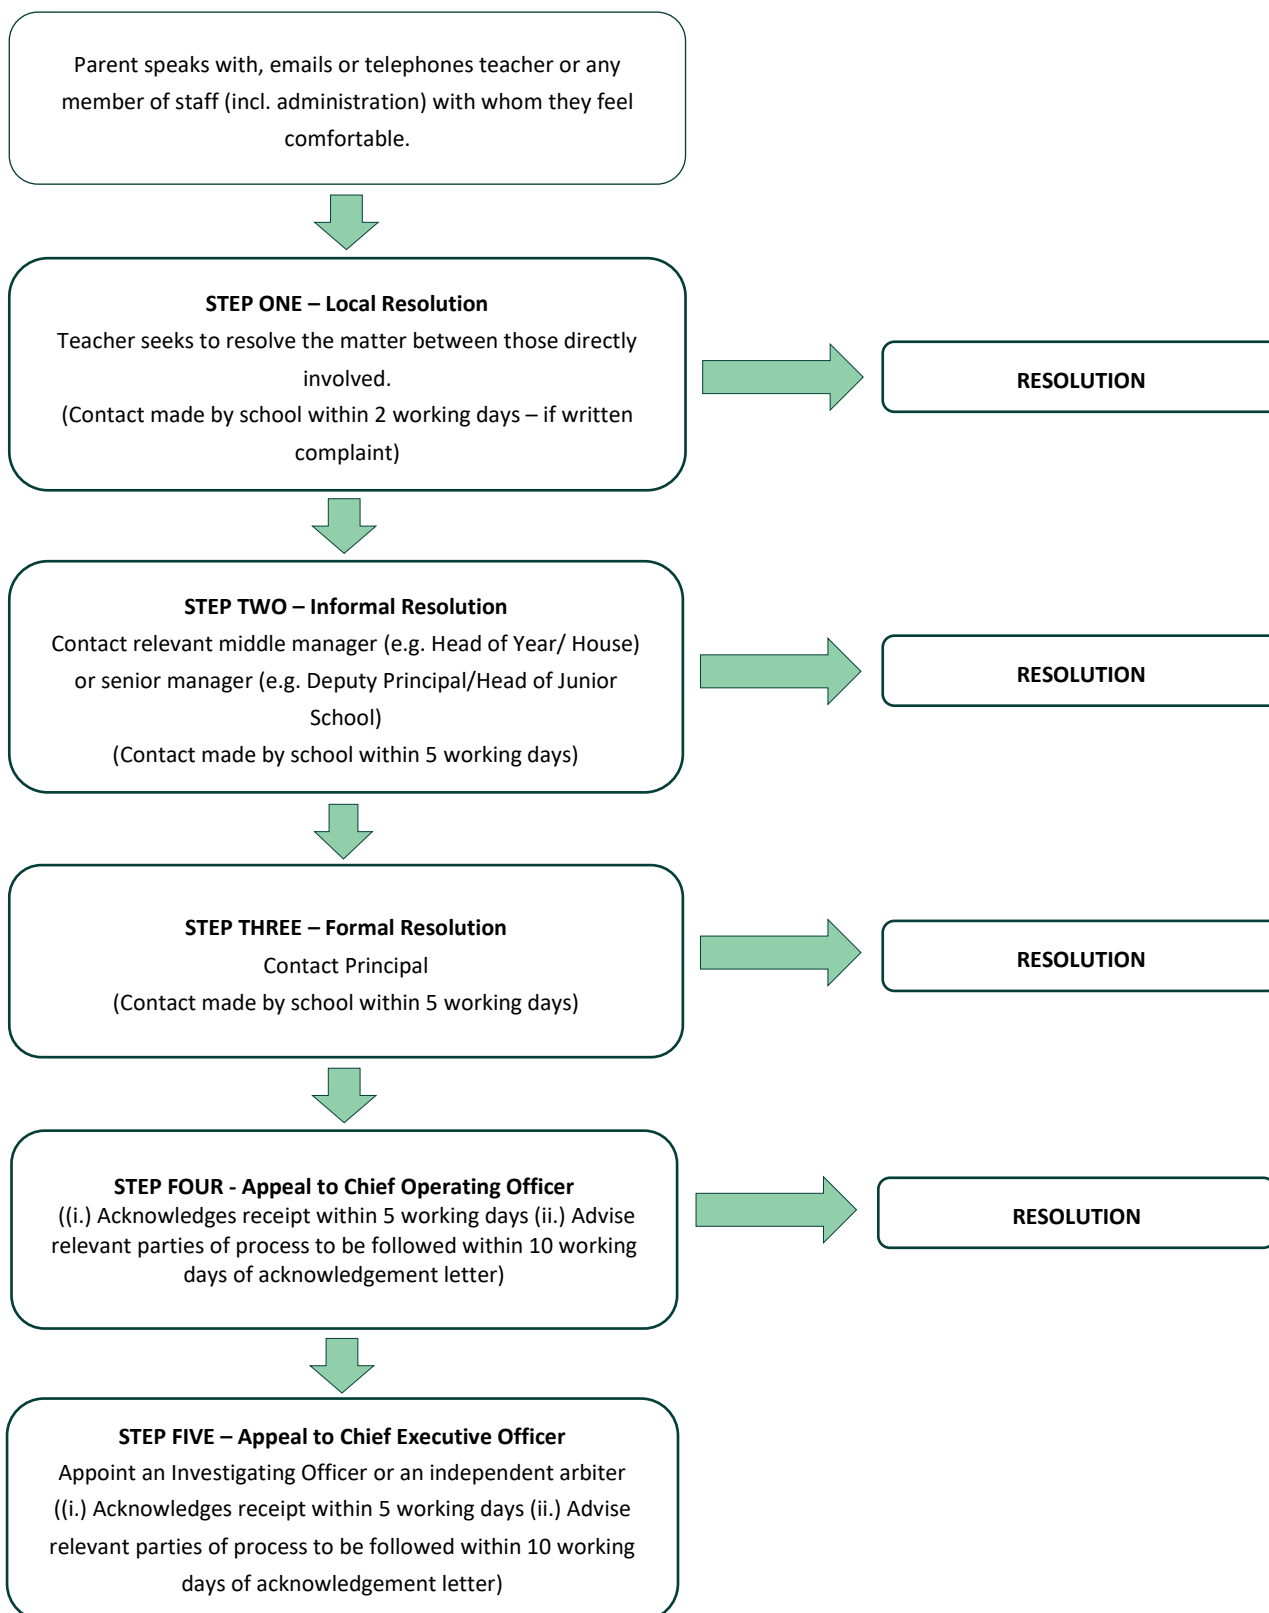 Parent speaks with, emails or telephones teacher or any
member of staff (incl. administration) with whom they feel
comfortable.
STEP ONE – Local Resolution
Teacher seeks to resolve the matter between those directly
involved.
(Contact made by school within 2 working days – if written
complaint)
RESOLUTION
STEP TWO – Informal Resolution
Contact relevant middle manager (e.g. Head of Year/ House)
or senior manager (e.g. Deputy Principal/Head of Junior
School)
(Contact made by school within 5 working days)
RESOLUTION
STEP THREE – Formal Resolution
Contact Principal
(Contact made by school within 5 working days)
RESOLUTION
STEP FOUR - Appeal to Chief Operating Officer
((i.) Acknowledges receipt within 5 working days (ii.) Advise
relevant parties of process to be followed within 10 working
days of acknowledgement letter)
RESOLUTION
STEP FIVE – Appeal to Chief Executive Officer
Appoint an Investigating Officer or an independent arbiter
((i.) Acknowledges receipt within 5 working days (ii.) Advise
relevant parties of process to be followed within 10 working
days of acknowledgement letter)